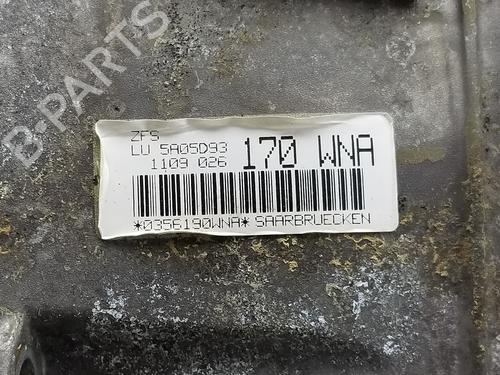 B-PARTS
ZFS
LU 5A05D93
1109 026 170 WNA
*0356190WNA* SAARBRUECKEN